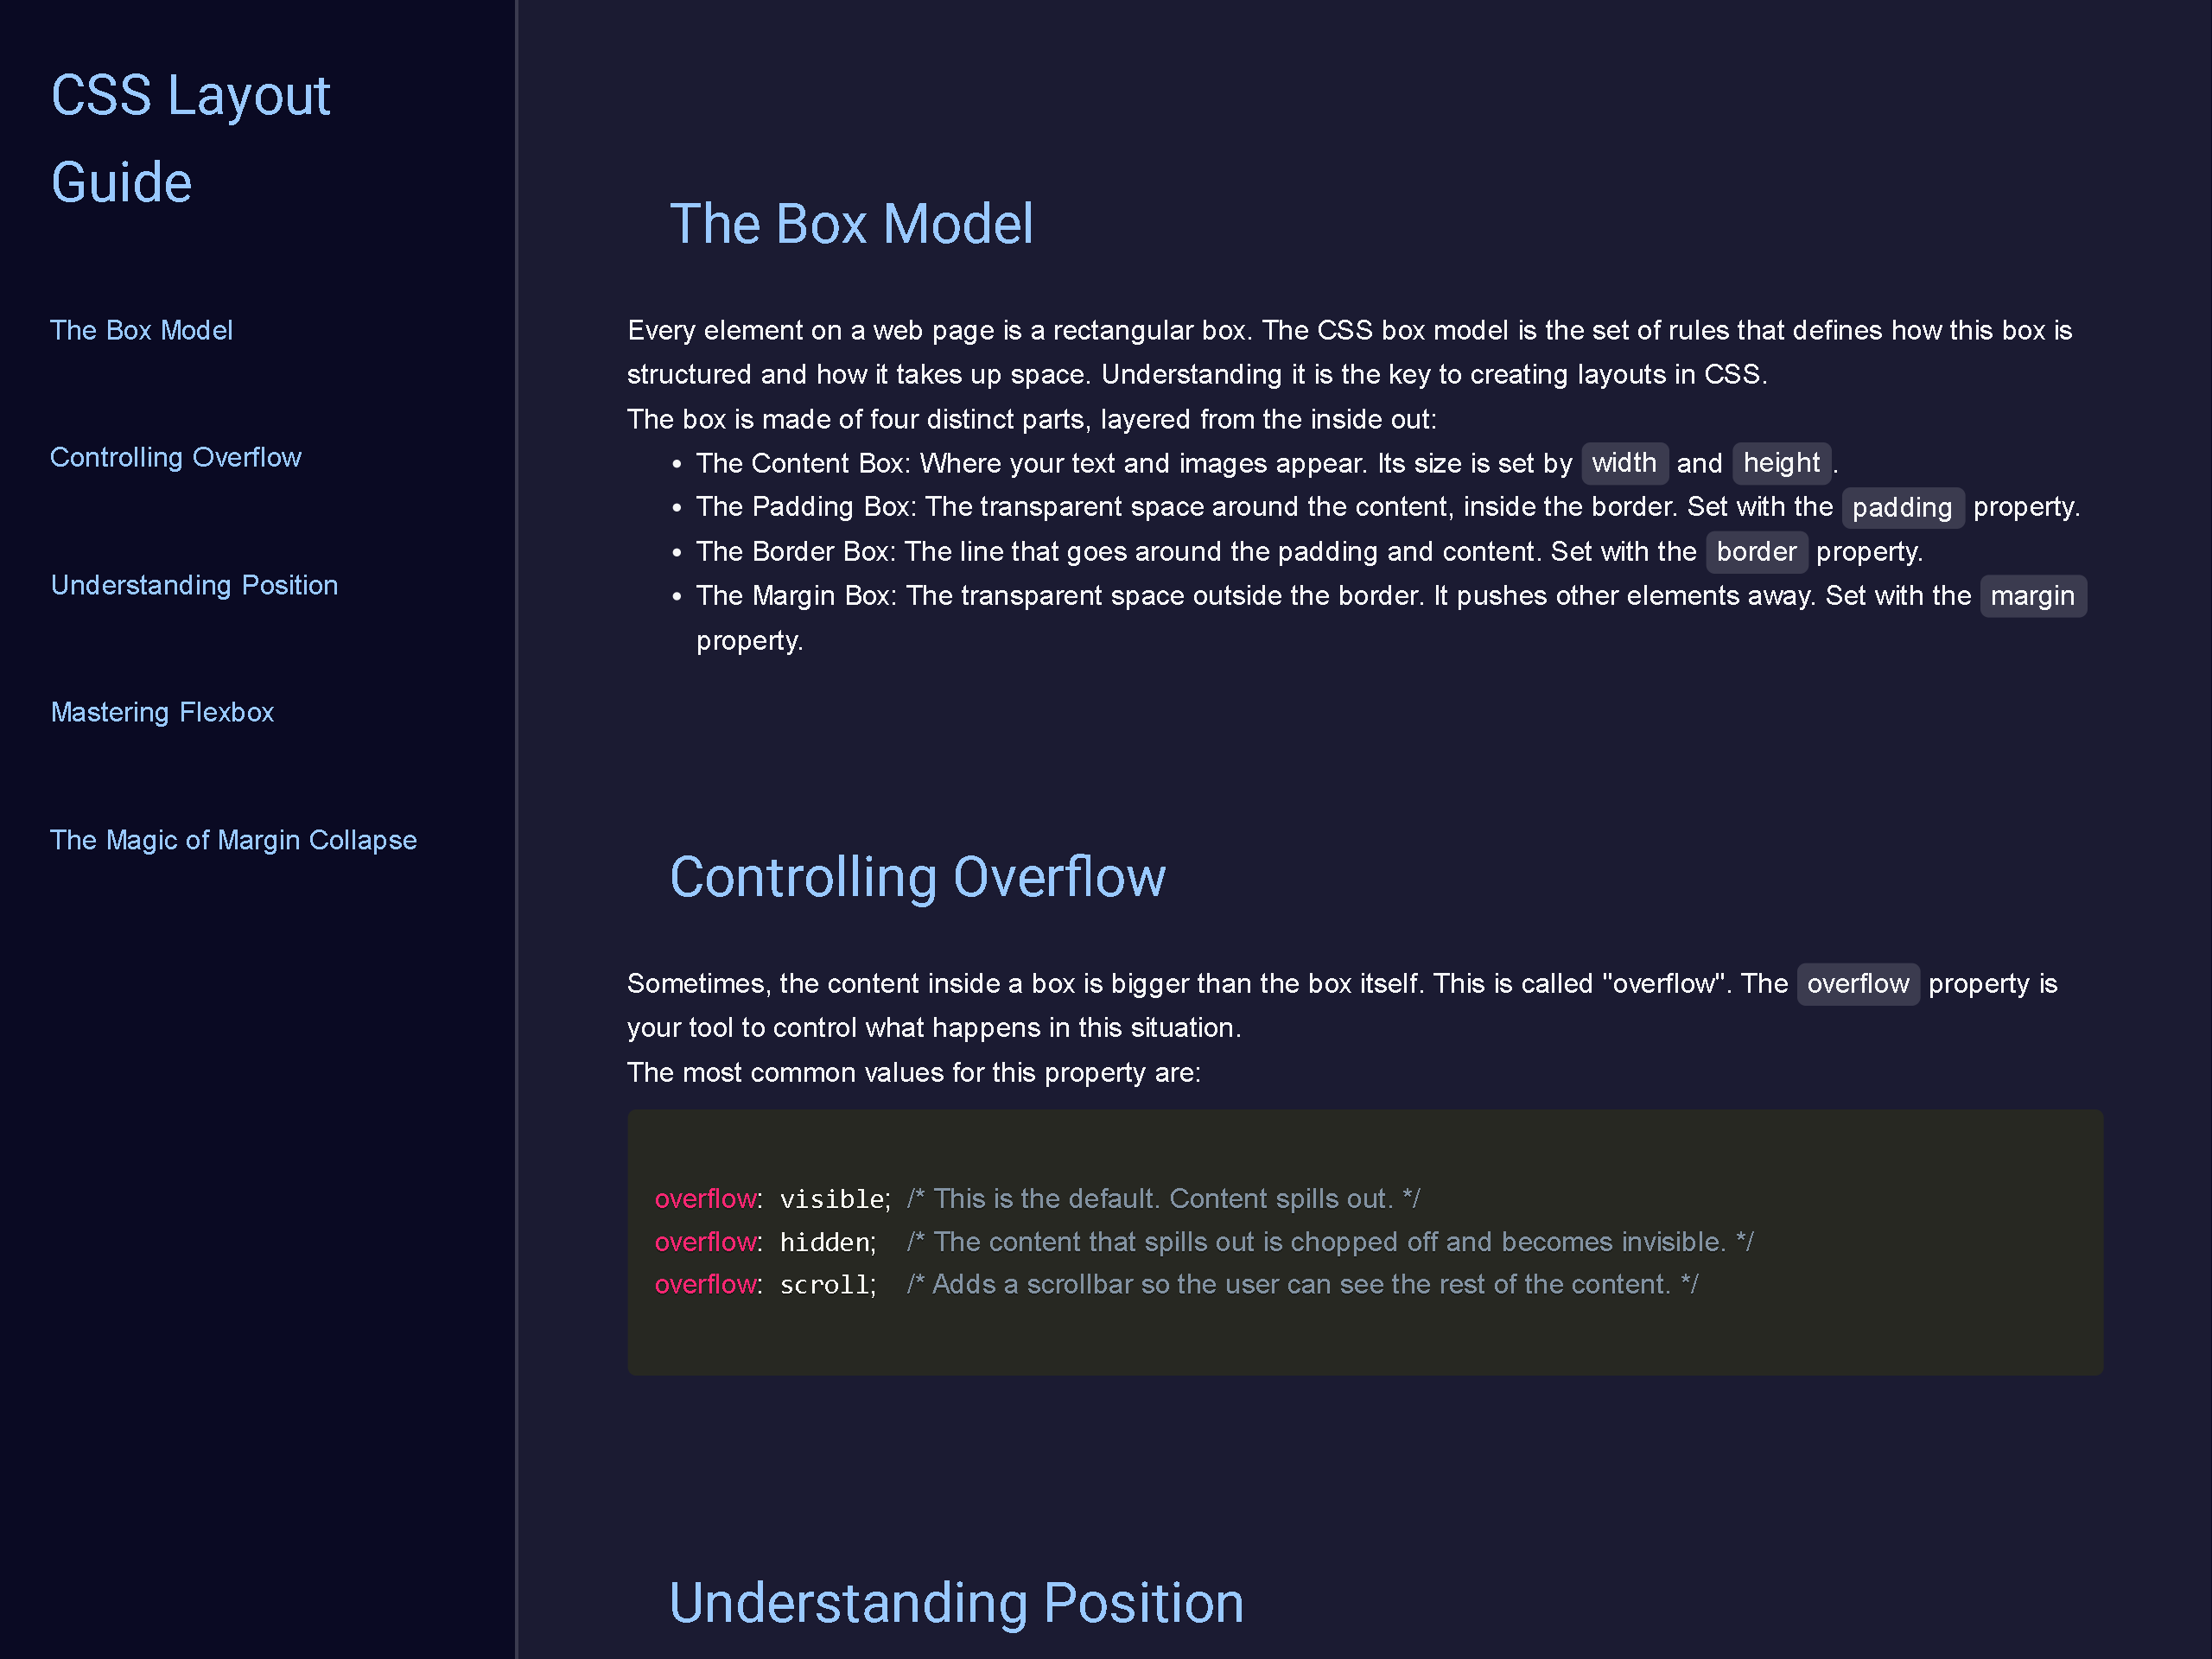 CSS Layout
Guide
The Box Model
Controlling Overflow
Understanding Position
Mastering Flexbox
The Magic of Margin Collapse
The Box Model
Every element on a web page is a rectangular box. The CSS box model is the set of rules that defines how this box is
structured and how it takes up space. Understanding it is the key to creating layouts in CSS.
The box is made of four distinct parts, layered from the inside out:
• The Content Box: Where your text and images appear. Its size is set by width and height.
• The Padding Box: The transparent space around the content, inside the border. Set with the padding property.
• The Border Box: The line that goes around the padding and content. Set with the border property.
• The Margin Box: The transparent space outside the border. It pushes other elements away. Set with the margin
property.
Controlling Overflow
Sometimes, the content inside a box is bigger than the box itself. This is called "overflow". The overflow property is
your tool to control what happens in this situation.
The most common values for this property are:
overflow: visible; /* This is the default. Content spills out. */
overflow: hidden; /* The content that spills out is chopped off and becomes invisible. */
overflow: scroll; /* Adds a scrollbar so the user can see the rest of the content. */
Understanding Position